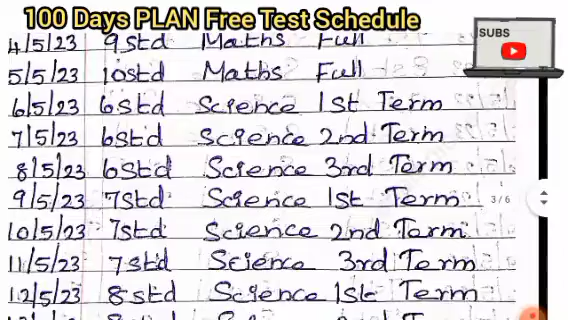 100 Days PLAN Free Test Schedule
SUBS
4/5/23 9std Maths Full
5/5/23 10std Maths Full
6/5/23 6std Science 1st Term
7/5/23 6std Science 2nd Term
8/5/23 6std Science 3rd Term
9/5/23 7std Science 1st Term
3/6
10/5/23 7std Science 2nd Term
11/5/23 7std Science 3rd Term
12/5/23 8std Science 1st Term